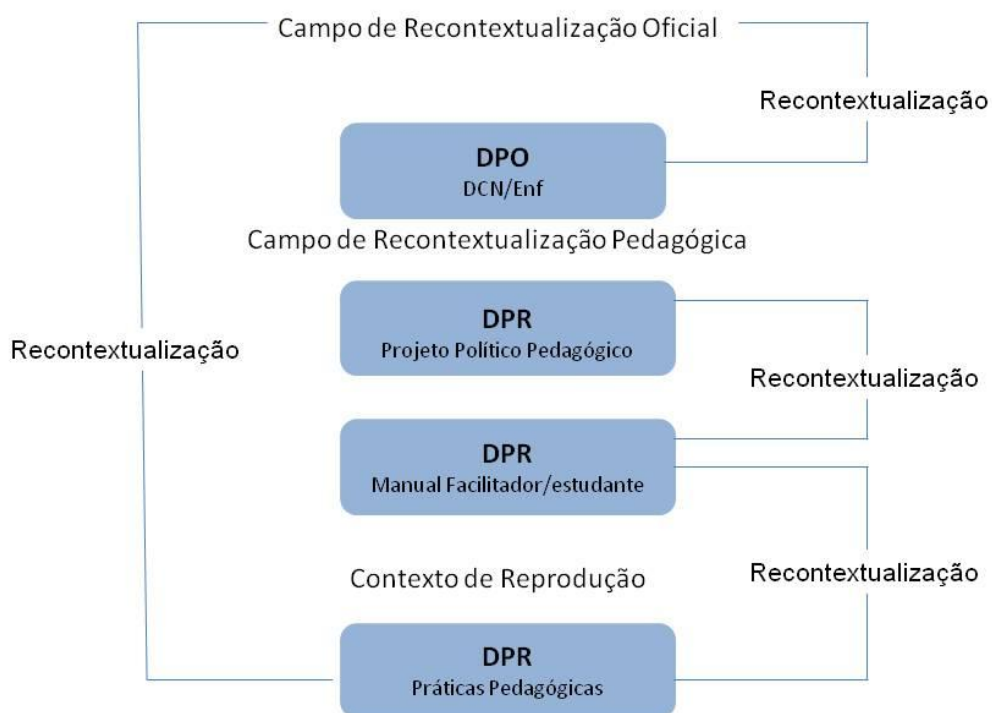 Campo de Recontextualização Oficial
Recontextualização
DPO
DCN/Enf
Campo de Recontextualização Pedagógica
DPR
Projeto Político Pedagógico
Recontextualização
Recontextualização
DPR
Manual Facilitador/estudante
Contexto de Reprodução
Recontextualização
DPR
Práticas Pedagógicas